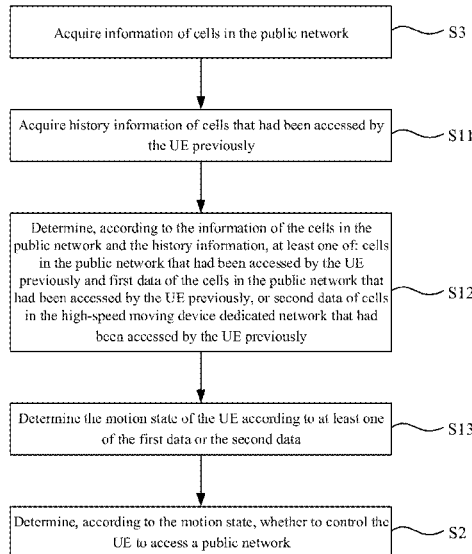 Acquire information of cells in the public network
S3
Acquire history information of cells that had been accessed by
the UE previously
S11
Determine, according to the information of the cells in the
public network and the history information, at least one of: cells
in the public network that had been accessed by the UE
previously and first data of the cells in the public network that
had been accessed by the UE previously, or second data of cells
in the high-speed moving device dedicated network that had
been accessed by the UE previously
S12
Determine the motion state of the UE according to at least one
of the first data or the second data
S13
Determine, according to the motion state, whether to control the
UE to access a public network
S2